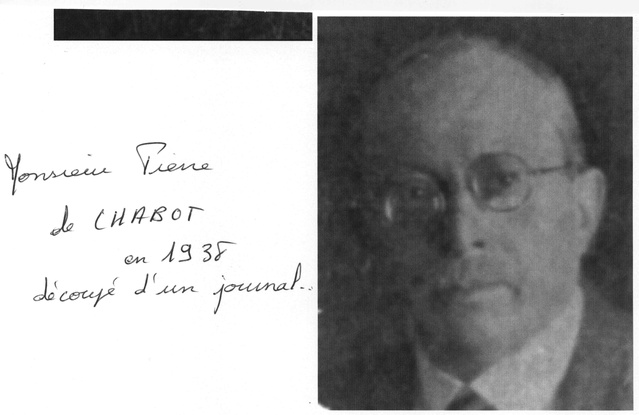 Monsieur Pierre
de CHABOT
en 1938
découpé d'un journal..